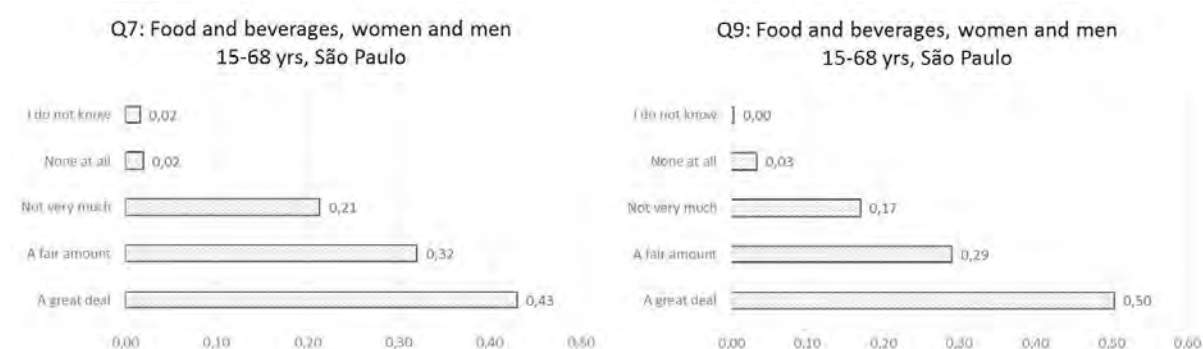 Q7: Food and beverages, women and men
15-68 yrs, São Paulo
I do not know 0,02
None at all 0,02
Not very much 0,21
A fair amount 0,32
A great deal 0,43
0,00 0,10 0,20 0,30 0,40 0,50 0,60
Q9: Food and beverages, women and men
15-68 yrs, São Paulo
I do not know 0,00
None at all 0,03
Not very much 0,17
A fair amount 0,29
A great deal 0,50
0,00 0,10 0,20 0,30 0,40 0,50 0,60